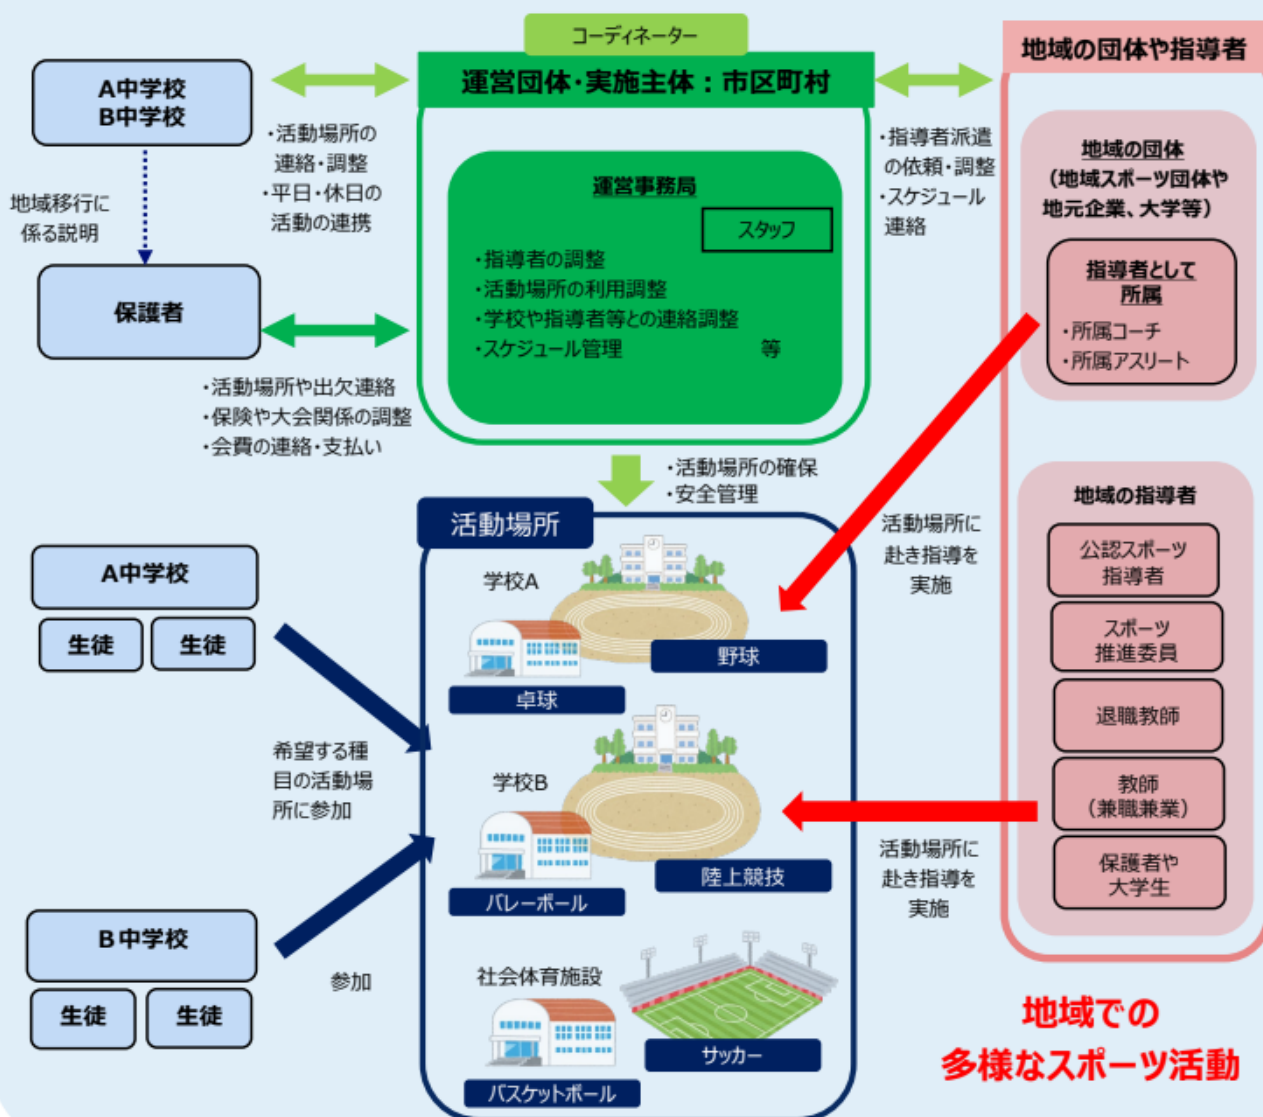 コーディネーター
運営団体・実施主体：市区町村
地域の団体や指導者
A中学校
B中学校
・活動場所の
連絡・調整
・平日・休日の
活動の連携
地域移行に
係る説明
保護者
・活動場所や出欠連絡
・保険や大会関係の調整
・会費の連絡・支払い
運営事務局
スタッフ
・指導者の調整
・活動場所の利用調整
・学校や指導者等との連絡調整
・スケジュール管理　　　　　　等
・指導者派遣
の依頼・調整
・スケジュール
連絡
地域の団体
（地域スポーツ団体や
地元企業、大学等）
指導者として
所属
・所属コーチ
・所属アスリート
・活動場所の確保
・安全管理
活動場所
学校A
野球
卓球
学校B
陸上競技
バレーボール
社会体育施設
サッカー
バスケットボール
A中学校
生徒 生徒
希望する種
目の活動場
所に参加
B中学校
生徒 生徒
参加
活動場所に
赴き指導を
実施
活動場所に
赴き指導を
実施
地域の指導者
公認スポーツ
指導者
スポーツ
推進委員
退職教師
教師
（兼職兼業）
保護者や
大学生
地域での
多様なスポーツ活動